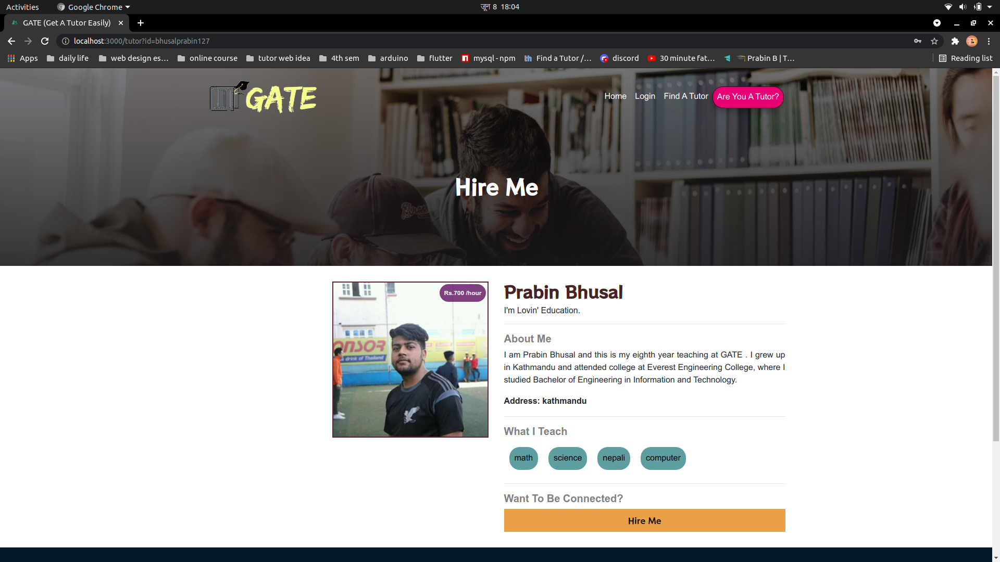 Activities
Google Chrome
जून 8 18:04
GATE (Get A Tutor Easily)
localhost:3000/tutor?id=bhusalprabin127
Apps
daily life
web design es...
online course
tutor web idea
4th sem
arduino
flutter
mysql - npm
Find a Tutor /...
discord
30 minute fat...
Prabin B | T...
Reading list
GATE
Home
Login
Find A Tutor
Are You A Tutor?
Hire Me
Rs.700 /hour
ONSOR
& drink of Thailand
Prabin Bhusal
I'm Lovin' Education.
About Me
I am Prabin Bhusal and this is my eighth year teaching at GATE . I grew up
in Kathmandu and attended college at Everest Engineering College, where I
studied Bachelor of Engineering in Information and Technology.
Address: kathmandu
What I Teach
math
science
nepali
computer
Want To Be Connected?
Hire Me